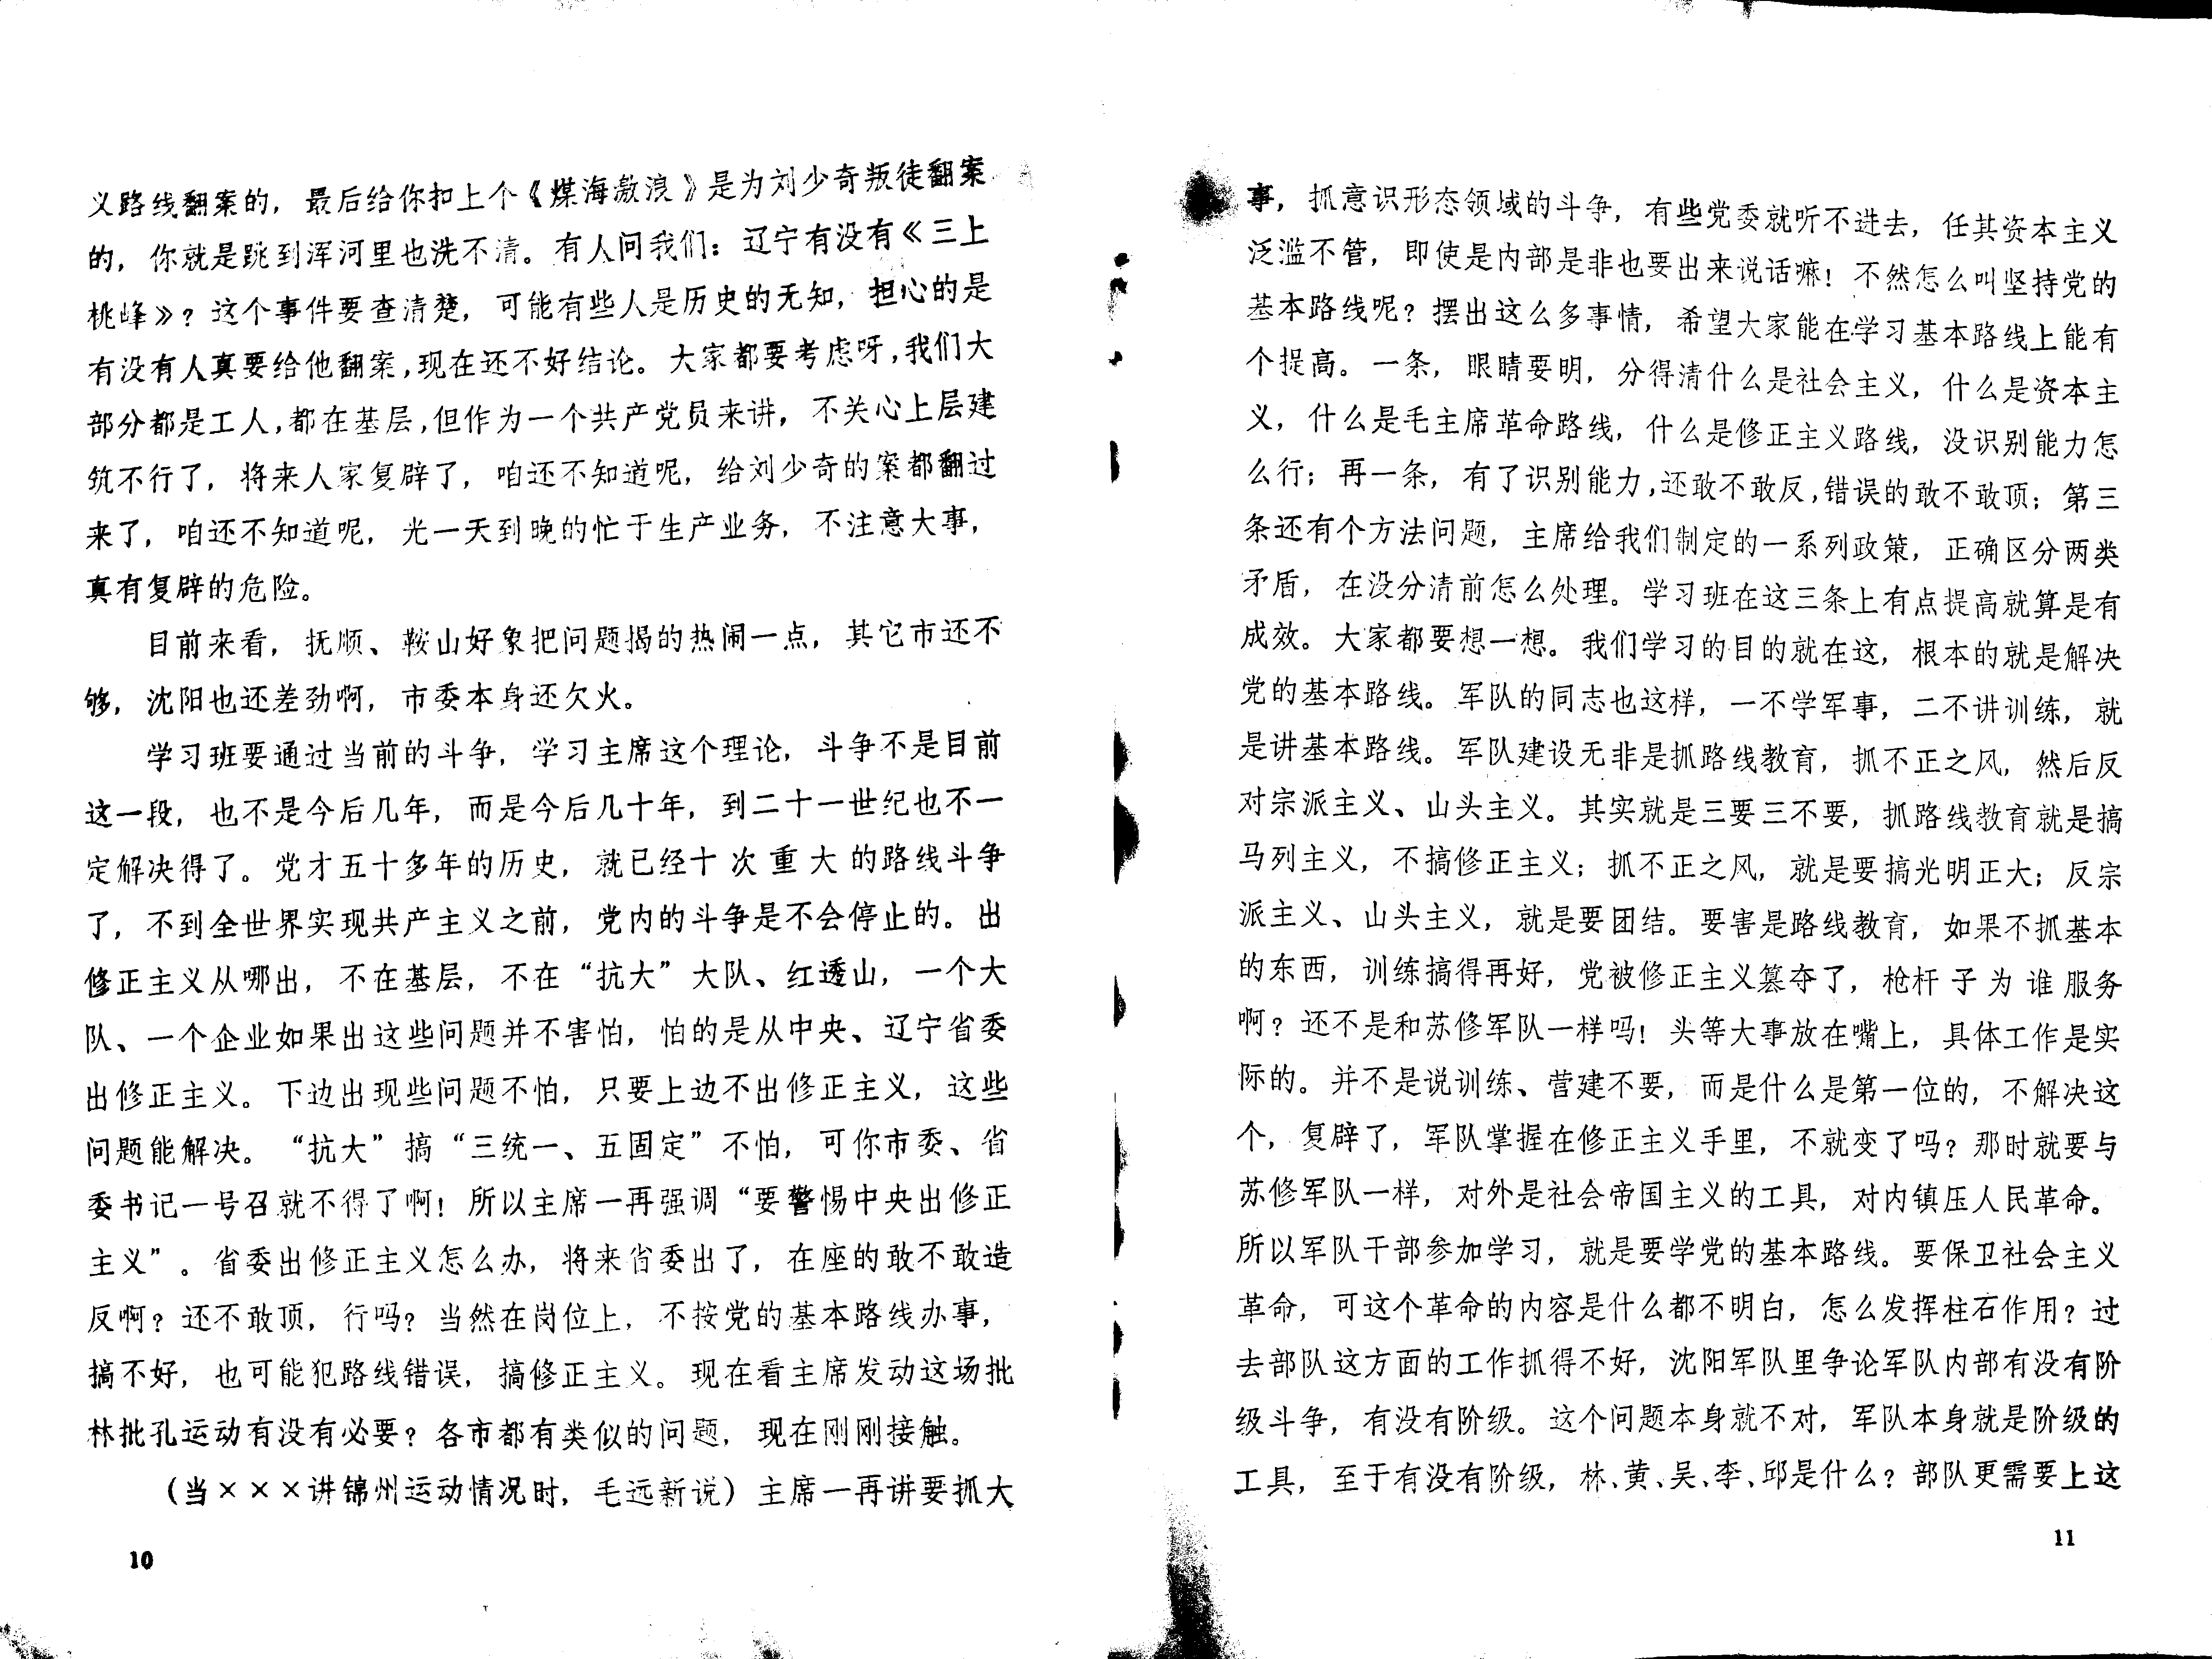 义路线翻案的，最后给你扣上个《煤海激浪》是为刘少奇叛徒翻案
的，你就是跳到浑河里也洗不清。有人问我们：辽宁有没有《三上
桃峰》？这个事件要查清楚，可能有些人是历史的无知，担心的是
有没有人真要给他翻案，现在还不好结论。大家都要考虑呀，我们大
部分都是工人，都在基层，但作为一个共产党员来讲，不关心上层建
筑不行了，将来人家复辟了，咱还不知道呢，给刘少奇的案都翻过
来了，咱还不知道呢，光一天到晚的忙于生产业务，不注意大事，
真有复辟的危险。
目前来看，抚顺、鞍山好象把问题揭的热闹一点，其它市还不
够，沈阳也还差劲啊，市委本身还欠火。
学习班要通过当前的斗争，学习主席这个理论，斗争不是目前
这一段，也不是今后几年，而是今后几十年，到二十一世纪也不一
定解决得了。党才五十多年的历史，就已经十次重大的路线斗争
了，不到全世界实现共产主义之前，党内的斗争是不会停止的。出
修正主义从哪出，不在基层，不在“抗大”大队、红透山，一个大
队、一个企业如果出这些问题并不害怕，怕的是从中央、辽宁省委
出修正主义。下边出现些问题不怕，只要上边不出修正主义，这些
问题能解决。“抗大”搞“三统一、五固定”不怕，可你市委、省
委书记一号召就不得了啊！所以主席一再强调“要警惕中央出修正
主义”。省委出修正主义怎么办，将来省委出了，在座的敢不敢造
反啊？还不敢顶，行吗？当然在岗位上，不按党的基本路线办事，
搞不好，也可能犯路线错误，搞修正主义。现在看主席发动这场批
林批孔运动有没有必要？各市都有类似的问题，现在刚刚接触。
（当×××讲锦州运动情况时，毛远新说）主席一再讲要抓大
10
事，抓意识形态领域的斗争，有些党委就听不进去，任其资本主义
泛滥不管，即使是内部是非也要出来说话嘛！不然怎么叫坚持党的
基本路线呢？摆出这么多事情，希望大家能在学习基本路线上能有
个提高。一条，眼睛要明，分得清什么是社会主义，什么是资本主
义，什么是毛主席革命路线，什么是修正主义路线，没识别能力怎
么行；再一条，有了识别能力，还敢不敢反，错误的敢不敢顶；第三
条还有个方法问题，主席给我们制定的一系列政策，正确区分两类
矛盾，在没分清前怎么处理。学习班在这三条上有点提高就算是有
成效。大家都要想一想。我们学习的目的就在这，根本的就是解决
党的基本路线。军队的同志也这样，一不学军事，二不讲训练，就
是讲基本路线。军队建设无非是抓路线教育，抓不正之风，然后反
对宗派主义、山头主义。其实就是三要三不要，抓路线教育就是搞
马列主义，不搞修正主义；抓不正之风，就是要搞光明正大；反宗
派主义、山头主义，就是要团结。要害是路线教育，如果不抓基本
的东西，训练搞得再好，党被修正主义篡夺了，枪杆子为谁服务
啊？还不是和苏修军队一样吗！头等大事放在嘴上，具体工作是实
际的。并不是说训练、营建不要，而是什么是第一位的，不解决这
个，复辟了，军队掌握在修正主义手里，不就变了吗？那时就要与
苏修军队一样，对外是社会帝国主义的工具，对内镇压人民革命。
所以军队干部参加学习，就是要学党的基本路线。要保卫社会主义
革命，可这个革命的内容是什么都不明白，怎么发挥柱石作用？过
去部队这方面的工作抓得不好，沈阳军队里争论军队内部有没有阶
级斗争，有没有阶级。这个问题本身就不对，军队本身就是阶级的
工具，至于有没有阶级，林、黄、吴、李、邱是什么？部队更需要上这
11